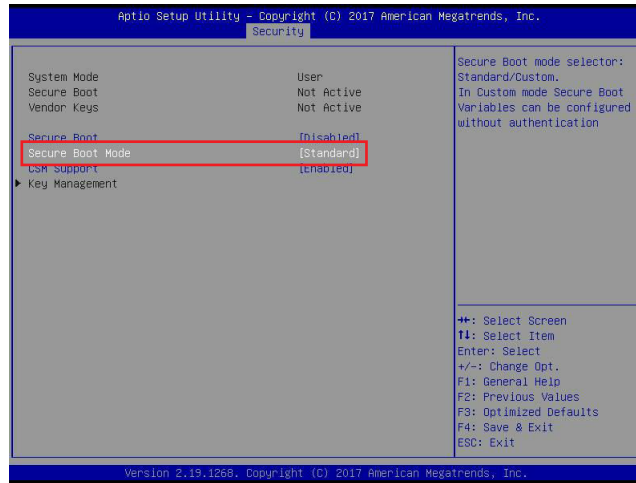 Aptio Setup Utility – Copyright (C) 2017 American Megatrends, Inc.
Security
System Mode User
Secure Boot Not Active
Vendor Keys Not Active
Secure Boot [Disabled]
Secure Boot Mode [Standard]
CSM Support [Enabled]
Key Management
Secure Boot mode selector:
Standard/Custom.
In Custom mode Secure Boot
Variables can be configured
without authentication
→←: Select Screen
↑↓: Select Item
Enter: Select
+/-: Change Opt.
F1: General Help
F2: Previous Values
F3: Optimized Defaults
F4: Save & Exit
ESC: Exit
Version 2.19.1268. Copyright (C) 2017 American Megatrends, Inc.